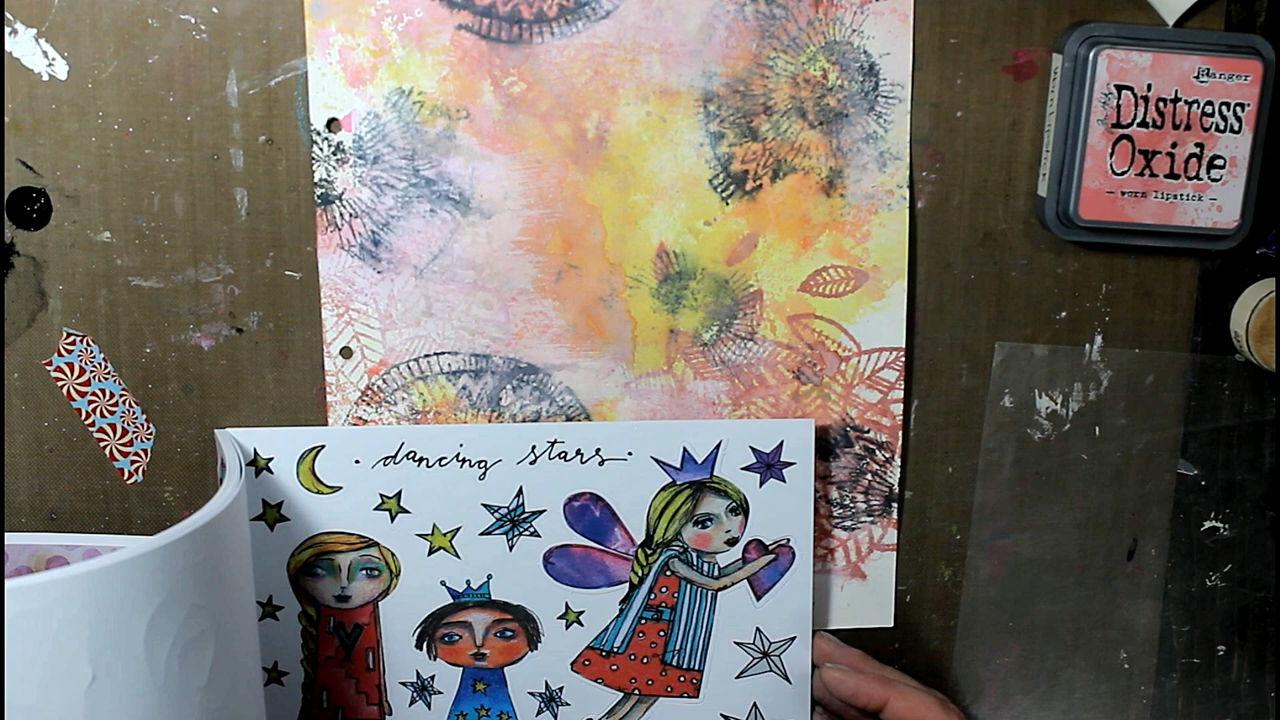 Ranger
Distress
Oxide
– worn lipstick –
· dancing stars ·